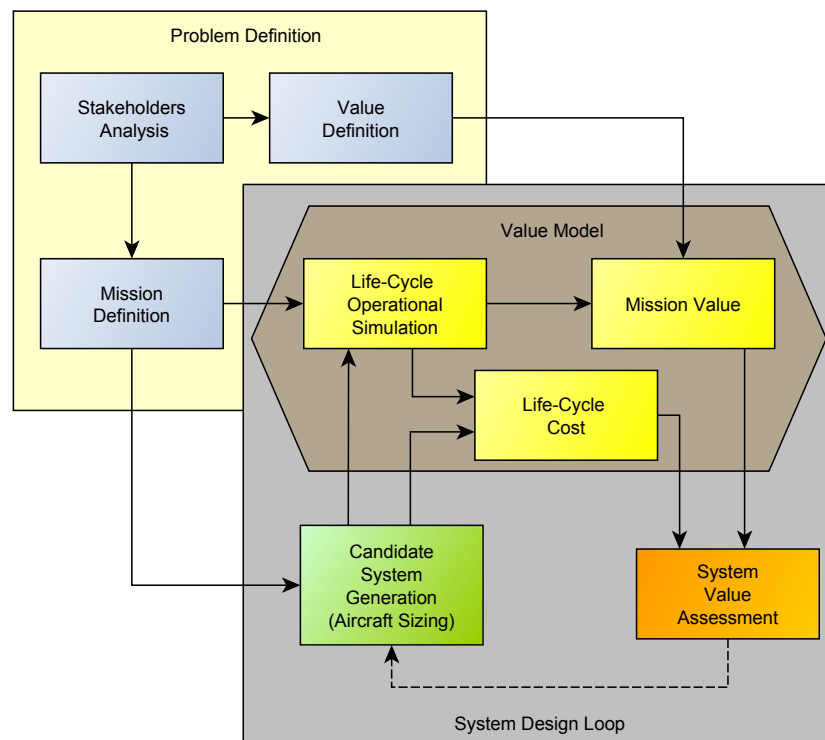 Problem Definition
Stakeholders
Analysis
Value
Definition
Mission
Definition
Value Model
Life-Cycle
Operational
Simulation
Mission Value
Life-Cycle
Cost
Candidate
System
Generation
(Aircraft Sizing)
System
Value
Assessment
System Design Loop